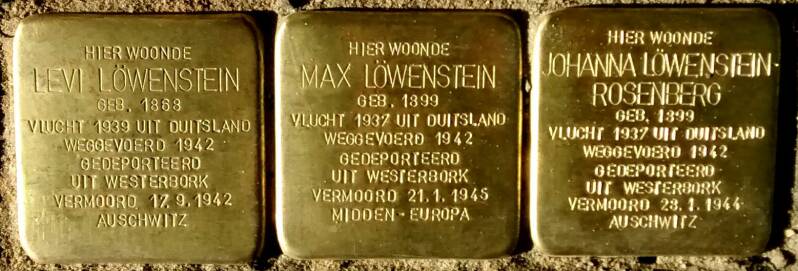 HIER WOONDE
LEVI LÖWENSTEIN
GEB. 1868
VLUCHT 1939 UIT DUITSLAND
WEGGEVOERD 1942
GEDEPORTEERD
UIT WESTERBORK
VERMOORD 17.9.1942
AUSCHWITZ
HIER WOONDE
MAX LÖWENSTEIN
GEB. 1899
VLUCHT 1937 UIT DUITSLAND
WEGGEVOERD 1942
GEDEPORTEERD
UIT WESTERBORK
VERMOORD 21.1.1945
MIDDEN-EUROPA
HIER WOONDE
JOHANNA LÖWENSTEIN-
ROSENBERG
GEB. 1899
VLUCHT 1937 UIT DUITSLAND
WEGGEVOERD 1942
GEDEPORTEERD
UIT WESTERBORK
VERMOORD 28.1.1944
AUSCHWITZ